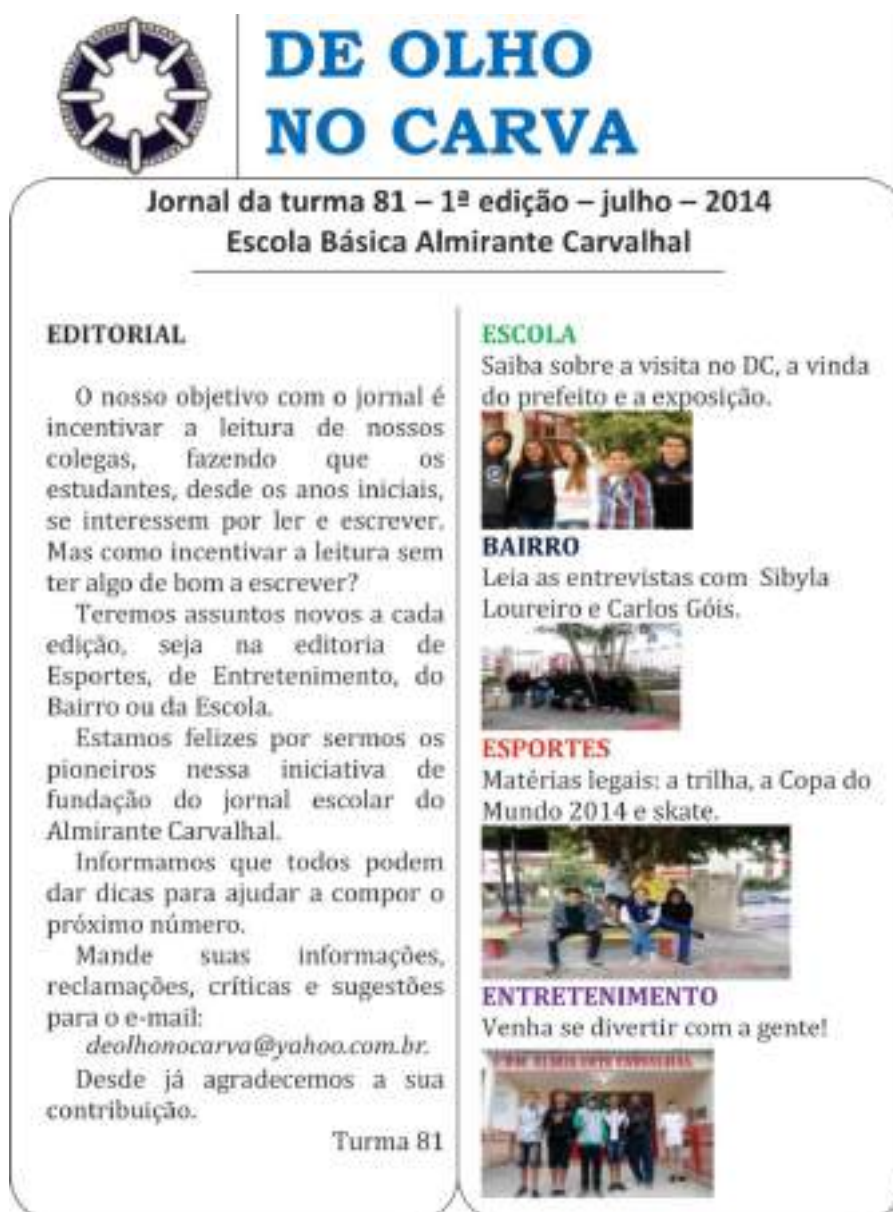 DE OLHO
NO CARVA
Jornal da turma 81 – 1ª edição – julho – 2014
Escola Básica Almirante Carvalhal
EDITORIAL
O nosso objetivo com o jornal é
incentivar a leitura de nossos
colegas, fazendo que os
estudantes, desde os anos iniciais,
se interessem por ler e escrever.
Mas como incentivar a leitura sem
ter algo de bom a escrever?
Teremos assuntos novos a cada
edição, seja na editoria de
Esportes, de Entretenimento, do
Bairro ou da Escola.
Estamos felizes por sermos os
pioneiros nessa iniciativa de
fundação do jornal escolar do
Almirante Carvalhal.
Informamos que todos podem
dar dicas para ajudar a compor o
próximo número.
Mande suas informações,
reclamações, críticas e sugestões
para o e-mail:
deolhonocarva@yahoo.com.br.
Desde já agradecemos a sua
contribuição.
Turma 81
ESCOLA
Saiba sobre a visita no DC, a vinda
do prefeito e a exposição.
BAIRRO
Leia as entrevistas com Sibyla
Loureiro e Carlos Góis.
ESPORTES
Matérias legais: a trilha, a Copa do
Mundo 2014 e skate.
ENTRETENIMENTO
Venha se divertir com a gente!
ALMIRANTE CARVALHAL